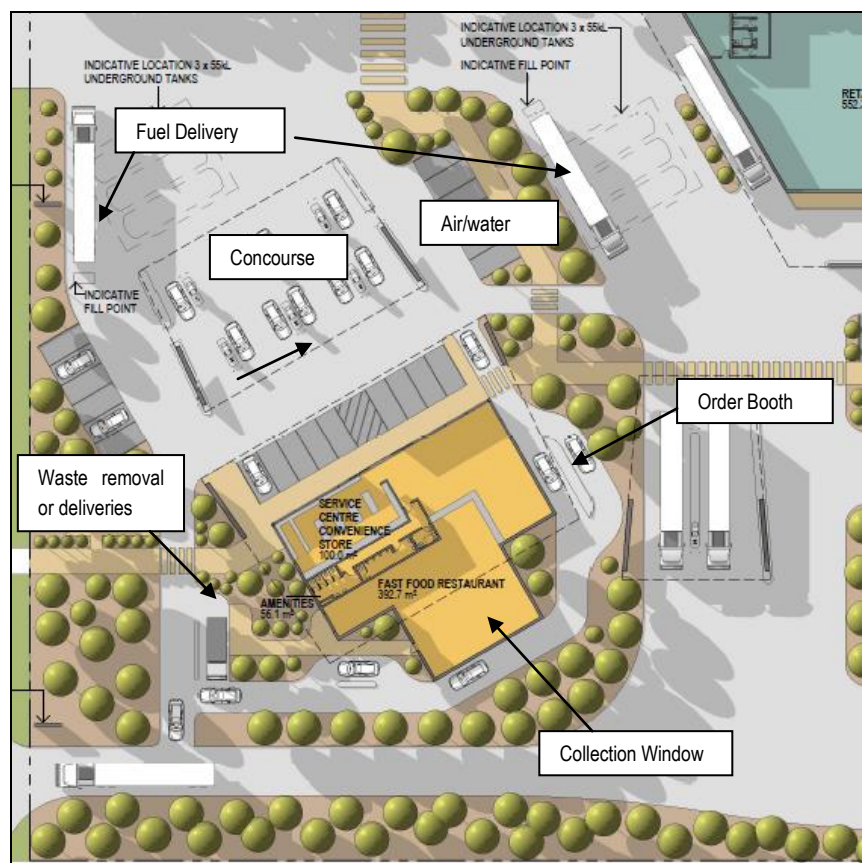 INDICATIVE LOCATION 3 x 55kL
UNDERGROUND TANKS
INDICATIVE FILL POINT
INDICATIVE LOCATION 3 x 55kL
UNDERGROUND TANKS
Fuel Delivery
Air/water
Concourse
INDICATIVE
FILL POINT
Order Booth
Waste removal
or deliveries
SERVICE
CENTRE
CONVENIENCE
STORE
100.0 m²
FAST FOOD RESTAURANT
392.7 m²
AMENITIES
56.1 m²
Collection Window